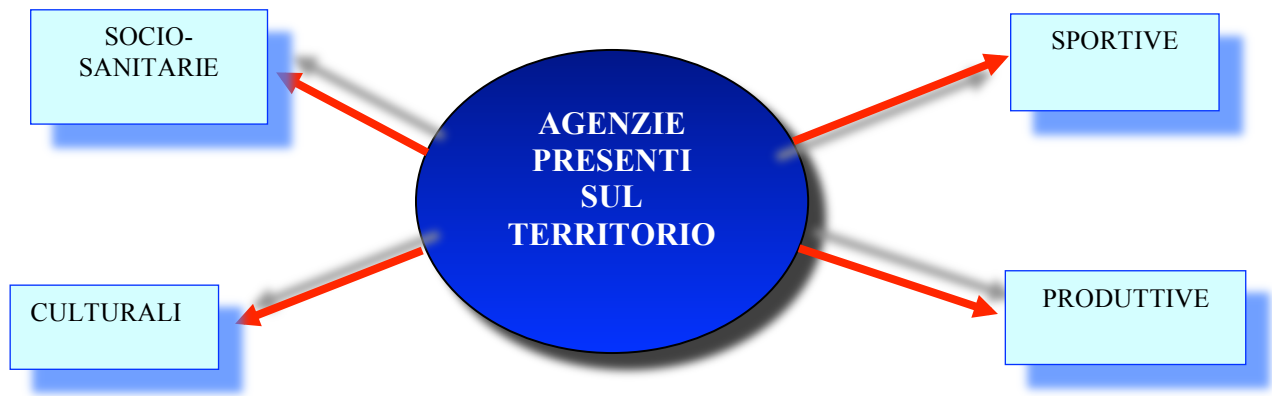 SOCIO-
SANITARIE
SPORTIVE
AGENZIE
PRESENTI
SUL
TERRITORIO
CULTURALI
PRODUTTIVE